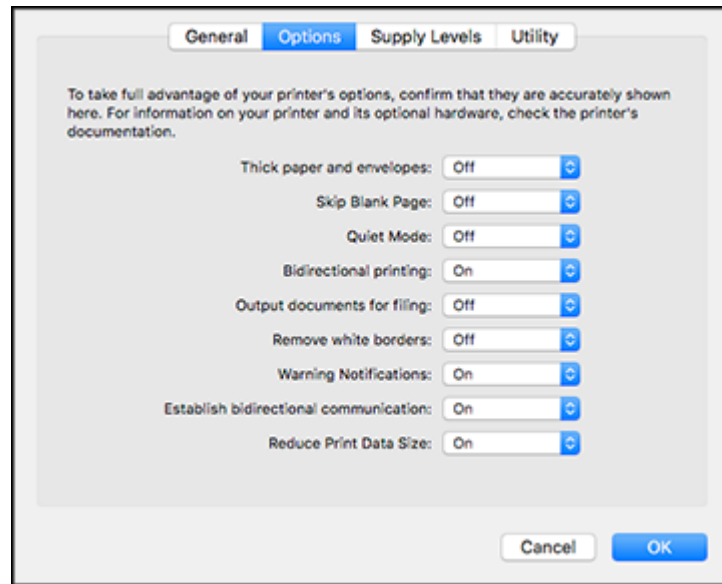 General Options Supply Levels Utility
To take full advantage of your printer's options, confirm that they are accurately shown
here. For information on your printer and its optional hardware, check the printer's
documentation.
Thick paper and envelopes: Off
Skip Blank Page: Off
Quiet Mode: Off
Bidirectional printing: On
Output documents for filing: Off
Remove white borders: Off
Warning Notifications: On
Establish bidirectional communication: On
Reduce Print Data Size: On
Cancel OK